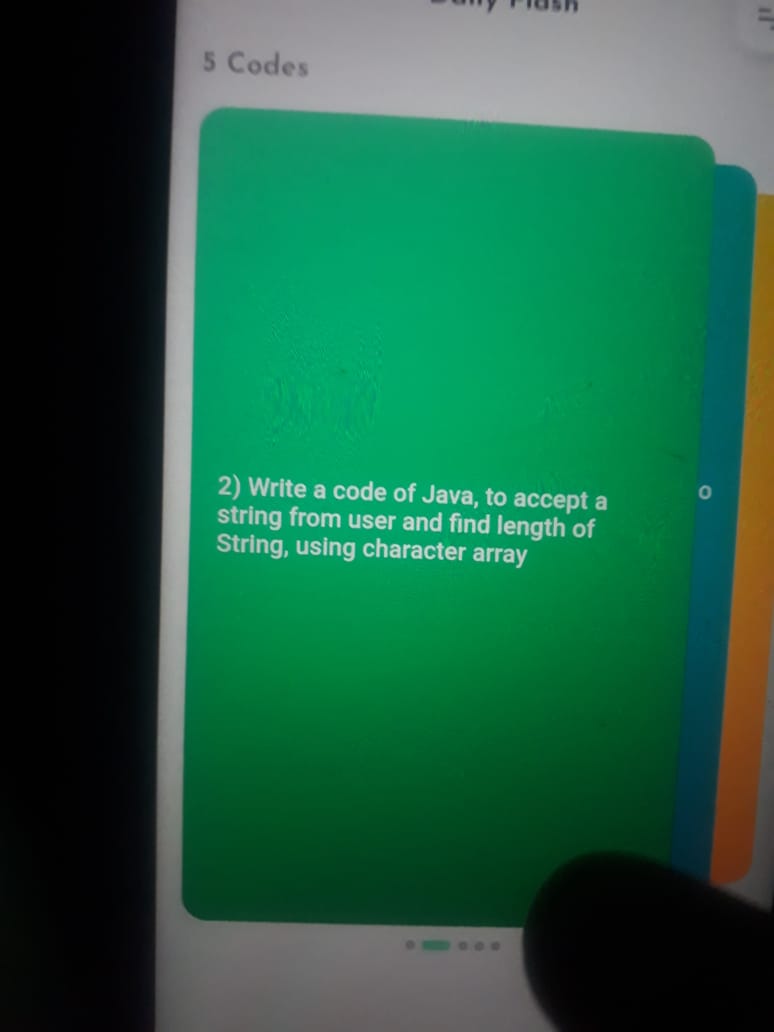 Daily Flash
5 Codes
2) Write a code of Java, to accept a
string from user and find length of
String, using character array
o